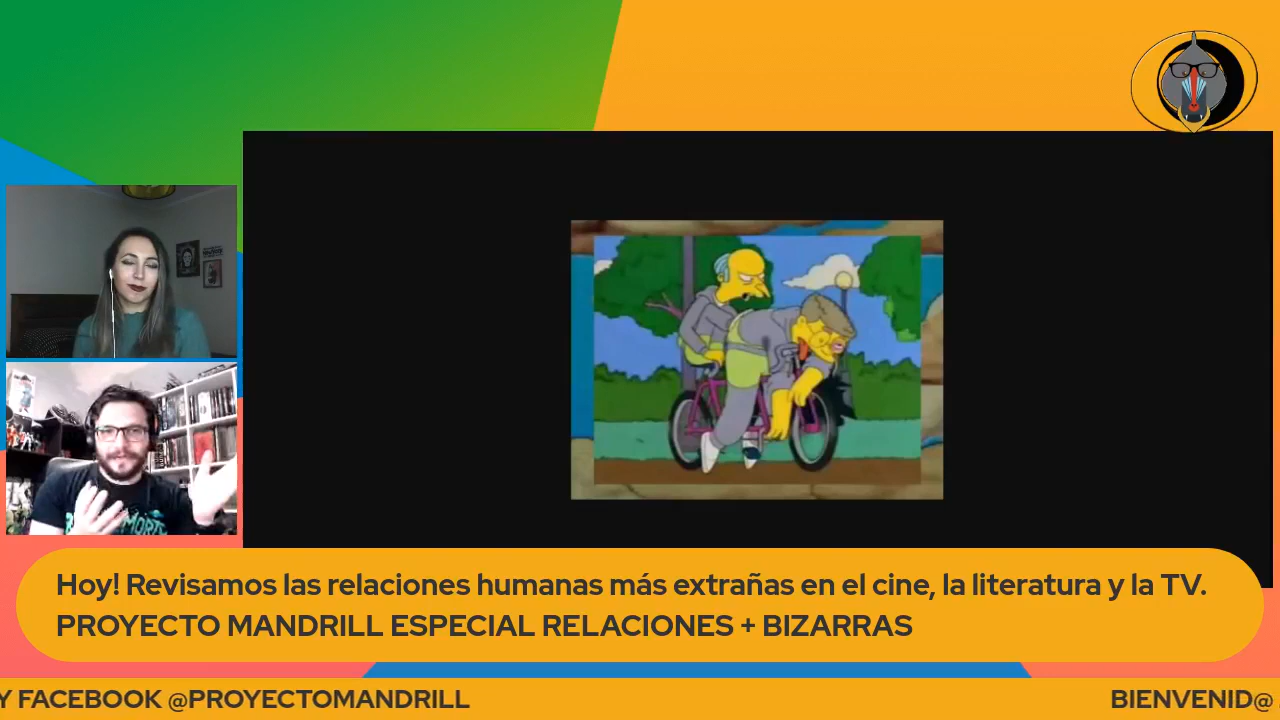 Hoy! Revisamos las relaciones humanas más extrañas en el cine, la literatura y la TV.
PROYECTO MANDRILL ESPECIAL RELACIONES + BIZARRAS
Y FACEBOOK @PROYECTOMANDRILL BIENVENID@